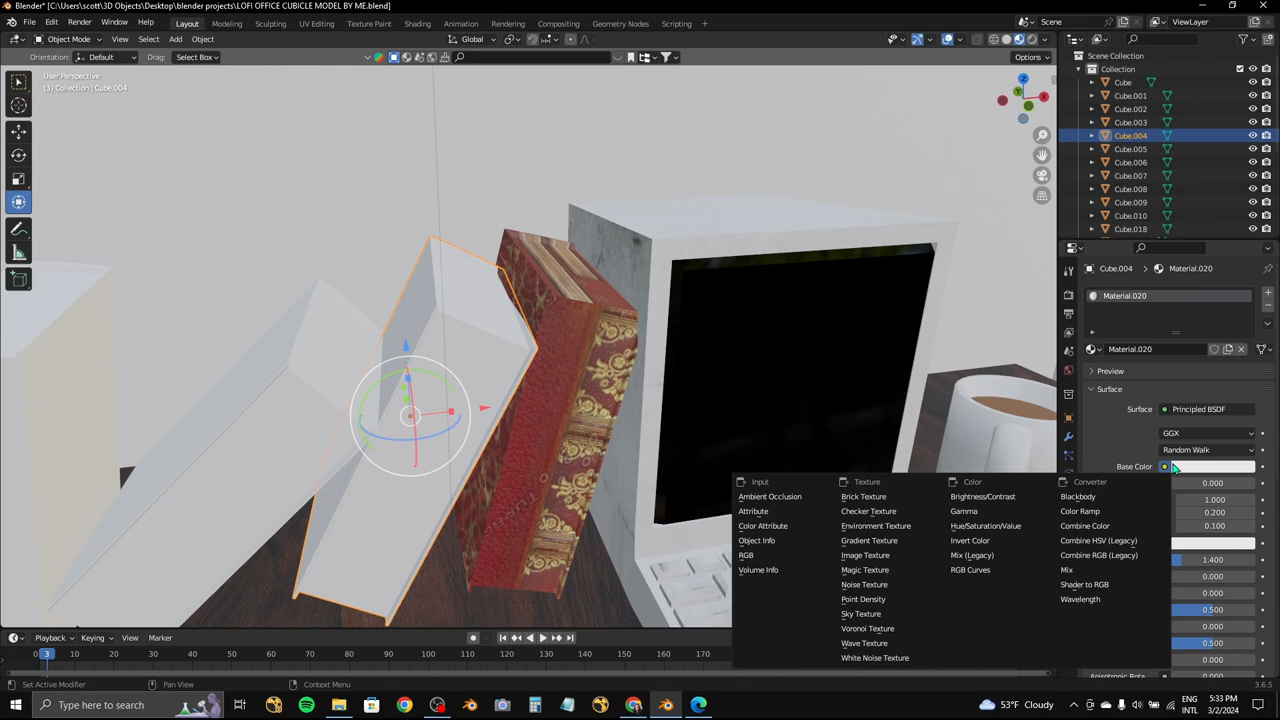 Blender* [C:\Users\scott\3D Objects\Desktop\blender projects\LOFI OFFICE CUBICLE MODEL BY ME.blend]
File Edit Render Window Help Layout Modeling Sculpting UV Editing Texture Paint Shading Animation Rendering Compositing Geometry Nodes Scripting + Scene ViewLayer
Object Mode View Select Add Object Global
Orientation: Default Drag: Select Box Options
User Perspective
(3) Collection | Cube.004
Z
Y
X
Scene Collection
Collection
Cube
Cube.001
Cube.002
Cube.003
Cube.004
Cube.005
Cube.006
Cube.007
Cube.008
Cube.009
Cube.010
Cube.018
Cube.004 > Material.020
Material.020
Material.020
Preview
Surface
Surface Principled BSDF
GGX
Random Walk
Base Color
0.000
1.000
0.200
0.100
1.400
0.000
0.000
0.500
0.000
0.500
0.000
Anisotropic Rota
Input Texture Color Converter
Ambient Occlusion Brick Texture Brightness/Contrast Blackbody
Attribute Checker Texture Gamma Color Ramp
Color Attribute Environment Texture Hue/Saturation/Value Combine Color
Object Info Gradient Texture Invert Color Combine HSV (Legacy)
RGB Image Texture Mix (Legacy) Combine RGB (Legacy)
Volume Info Magic Texture RGB Curves Mix
Noise Texture Shader to RGB
Point Density Wavelength
Sky Texture
Voronoi Texture
Wave Texture
White Noise Texture
Playback Keying View Marker
0 3 10 20 30 40 50 60 70 80 90 100 110 120 130 140 150 160 170
Set Active Modifier Pan View Context Menu 3.6.5
Type here to search 53°F Cloudy ENG 5:33 PM
INTL 3/2/2024